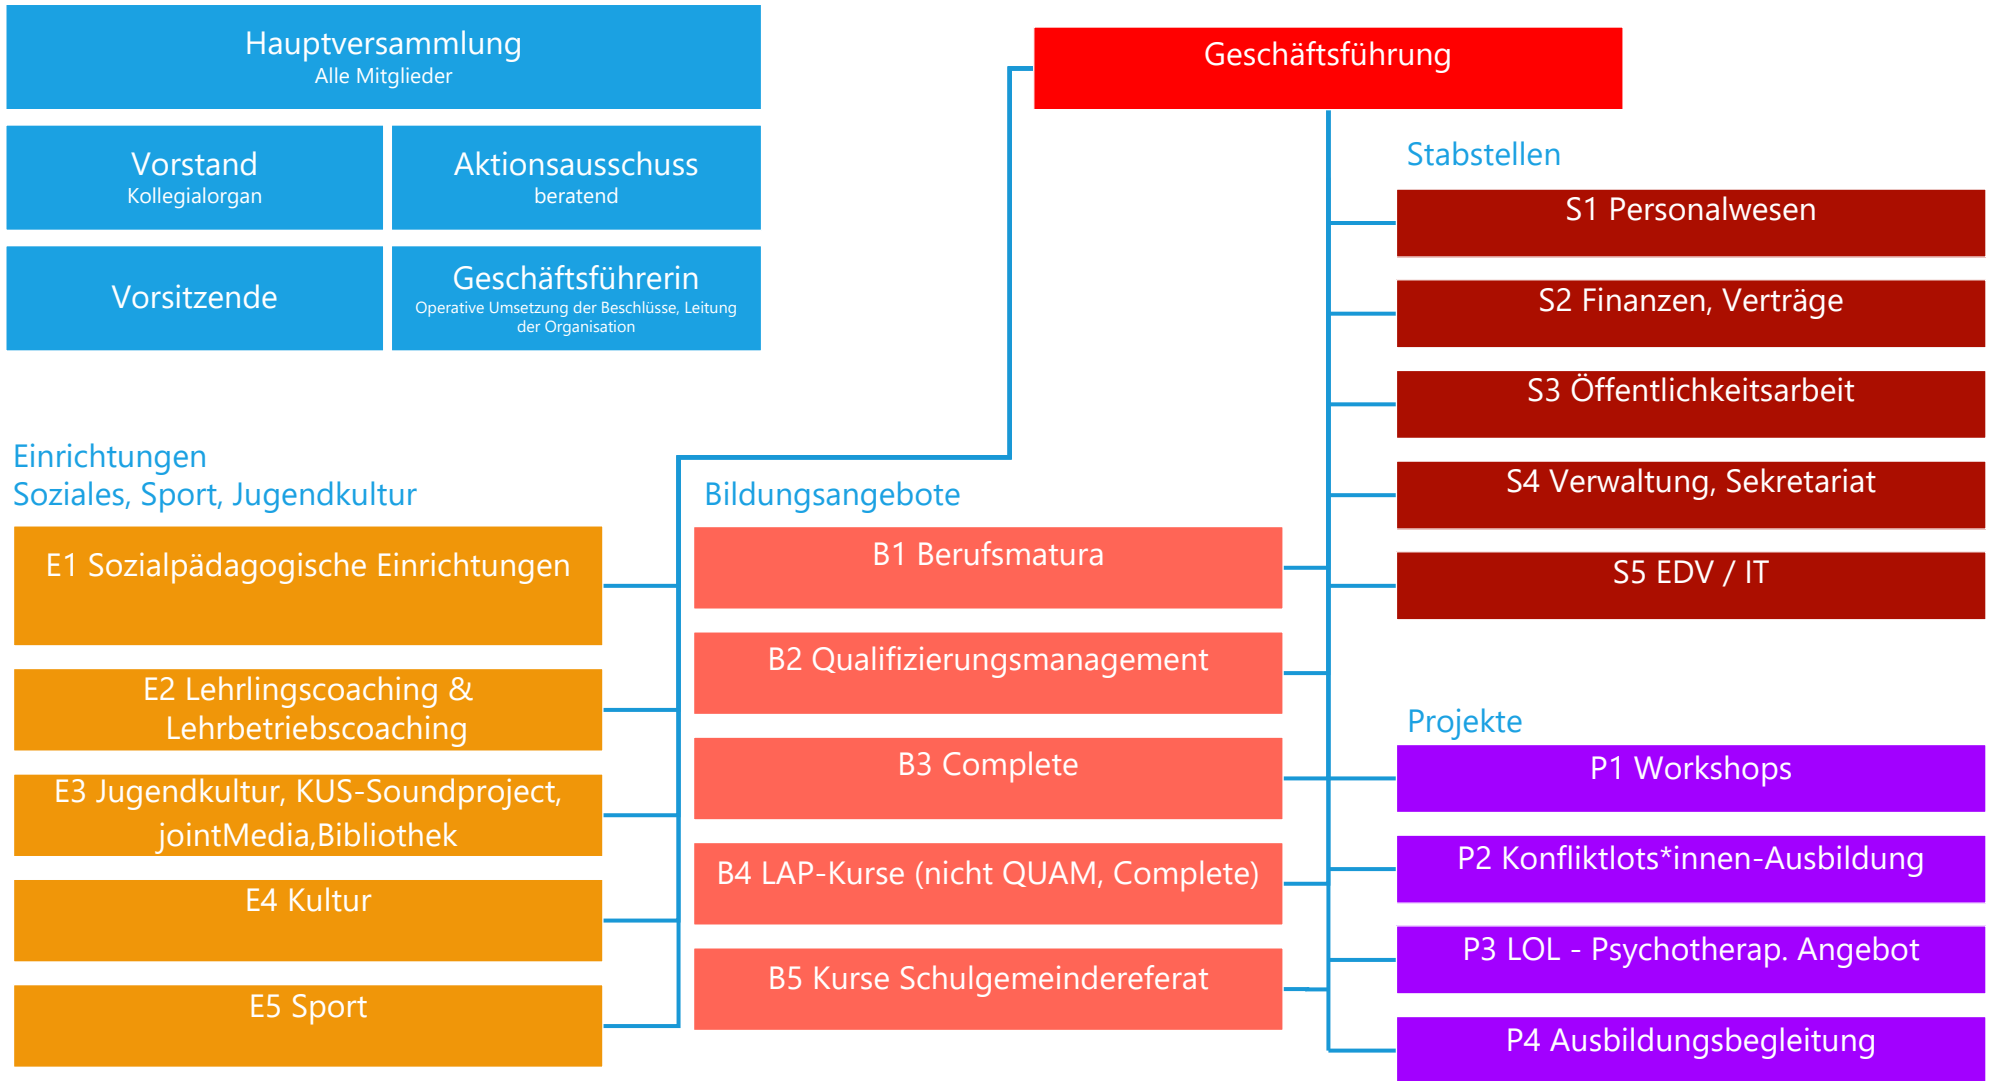 Hauptversammlung
Alle Mitglieder
Vorstand
Kollegialorgan
Aktionsausschuss
beratend
Vorsitzende
Geschäftsführerin
Operative Umsetzung der Beschlüsse, Leitung
der Organisation
Geschäftsführung
Stabstellen
S1 Personalwesen
S2 Finanzen, Verträge
S3 Öffentlichkeitsarbeit
S4 Verwaltung, Sekretariat
S5 EDV / IT
Einrichtungen
Soziales, Sport, Jugendkultur
E1 Sozialpädagogische Einrichtungen
E2 Lehrlingscoaching &
Lehrbetriebscoaching
E3 Jugendkultur, KUS-Soundproject,
jointMedia,Bibliothek
E4 Kultur
E5 Sport
Bildungsangebote
B1 Berufsmatura
B2 Qualifizierungsmanagement
B3 Complete
B4 LAP-Kurse (nicht QUAM, Complete)
B5 Kurse Schulgemeindereferat
Projekte
P1 Workshops
P2 Konfliktlots*innen-Ausbildung
P3 LOL - Psychotherap. Angebot
P4 Ausbildungsbegleitung